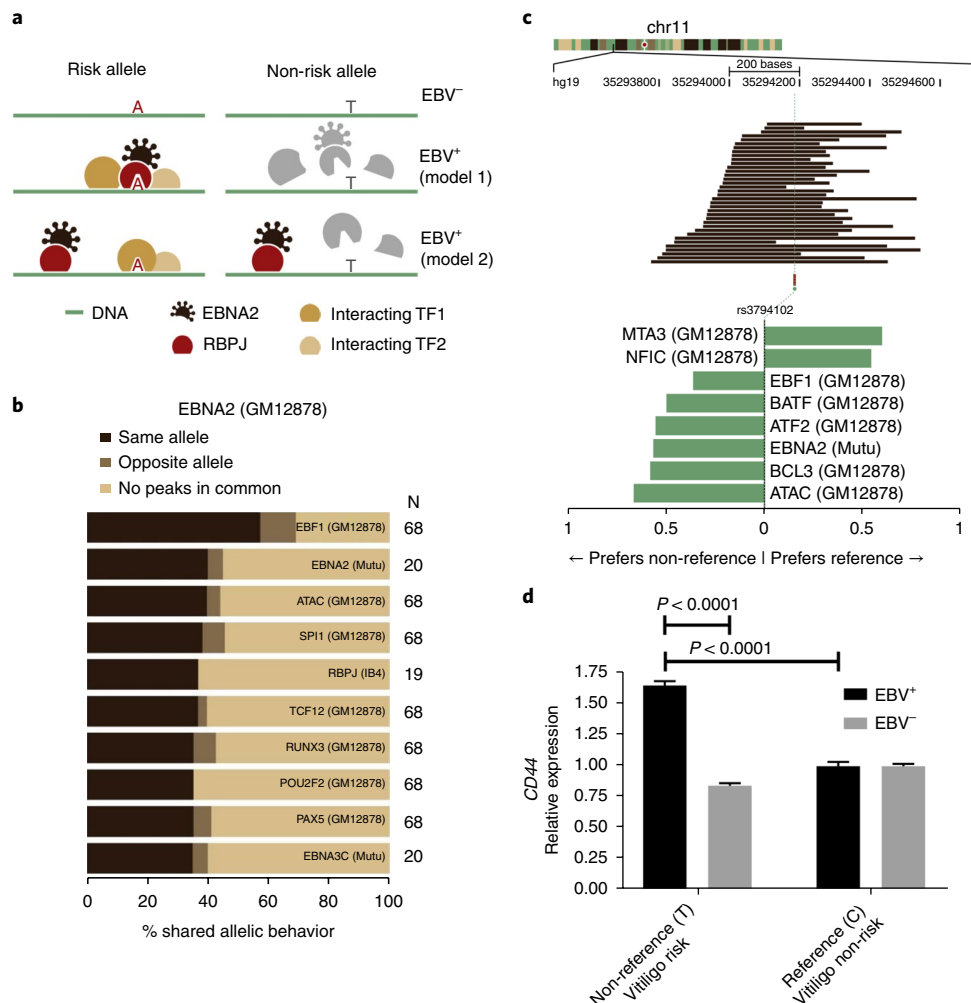 a
Risk allele
Non-risk allele
A
T
EBV⁻
A
T
EBV⁺
(model 1)
A
T
EBV⁺
(model 2)
DNA
EBNA2
Interacting TF1
RBPJ
Interacting TF2
b
EBNA2 (GM12878)
Same allele
Opposite allele
No peaks in common
N
EBF1 (GM12878)
68
EBNA2 (Mutu)
20
ATAC (GM12878)
68
SPI1 (GM12878)
68
RBPJ (IB4)
19
TCF12 (GM12878)
68
RUNX3 (GM12878)
68
POU2F2 (GM12878)
68
PAX5 (GM12878)
68
EBNA3C (Mutu)
20
0 20 40 60 80 100
% shared allelic behavior
c
chr11
200 bases
hg19 35293800 35294000 35294200 35294400 35294600
rs3794102
MTA3 (GM12878)
NFIC (GM12878)
EBF1 (GM12878)
BATF (GM12878)
ATF2 (GM12878)
EBNA2 (Mutu)
BCL3 (GM12878)
ATAC (GM12878)
1 0.5 0 0.5 1
← Prefers non-reference | Prefers reference →
d
P < 0.0001
P < 0.0001
EBV⁺
EBV⁻
CD44
Relative expression
1.75
1.50
1.25
1.00
0.75
0.50
0.25
0.00
Non-reference (T)
Vitiligo risk
Reference (C)
Vitiligo non-risk